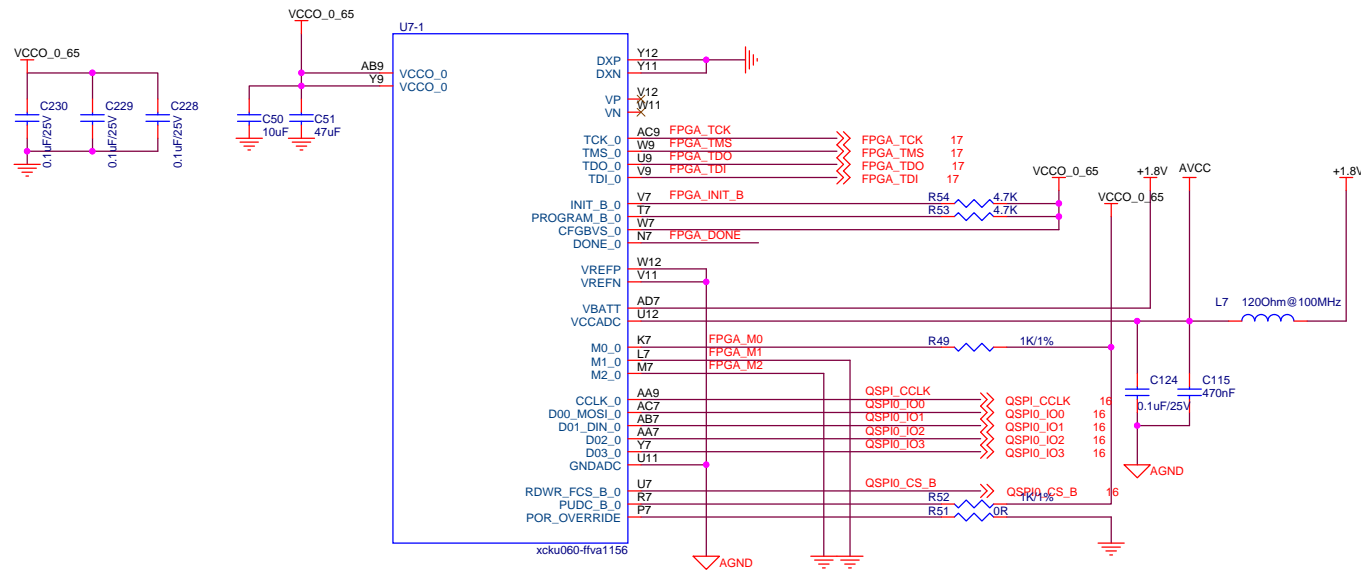 VCCO_0_65
C230
0.1uF/25V
C229
0.1uF/25V
C228
0.1uF/25V
VCCO_0_65
C50
10uF
C51
47uF
U7-1
AB9
VCCO_0
Y9
VCCO_0
DXP
Y12
DXN
Y11
VP
V12
VN
W11
TCK_0
AC9
FPGA_TCK
FPGA_TCK
17
TMS_0
W9
FPGA_TMS
FPGA_TMS
17
TDO_0
U9
FPGA_TDO
FPGA_TDO
17
TDI_0
V9
FPGA_TDI
FPGA_TDI
17
VCCO_0_65
+1.8V
AVCC
+1.8V
VCCO_0_65
INIT_B_0
V7
FPGA_INIT_B
R54
4.7K
PROGRAM_B_0
T7
R53
4.7K
CFGBVS_0
W7
DONE_0
N7
FPGA_DONE
VREFP
W12
VREFN
V11
VBATT
AD7
VCCADC
U12
L7
120Ohm@100MHz
M0_0
K7
FPGA_M0
R49
1K/1%
M1_0
L7
FPGA_M1
M2_0
M7
FPGA_M2
C124
0.1uF/25V
C115
470nF
AGND
CCLK_0
AA9
QSPI_CCLK
QSPI_CCLK
16
D00_MOSI_0
AC7
QSPI0_IO0
QSPI0_IO0
16
D01_DIN_0
AB7
QSPI0_IO1
QSPI0_IO1
16
D02_0
AA7
QSPI0_IO2
QSPI0_IO2
16
D03_0
Y7
QSPI0_IO3
QSPI0_IO3
16
GNDADC
U11
RDWR_FCS_B_0
U7
QSPI0_CS_B
QSPI0_CS_B
16
PUDC_B_0
R7
R52
1K/1%
POR_OVERRIDE
P7
R51
0R
xcku060-ffva1156
AGND